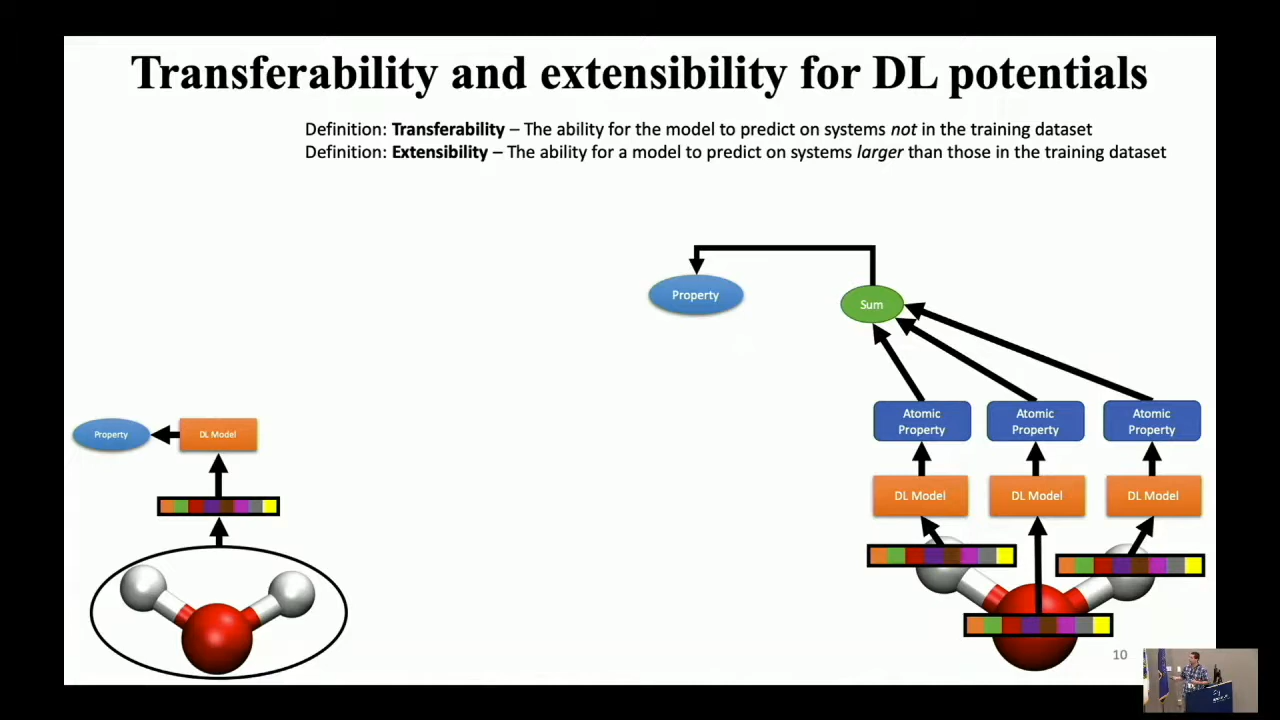 Transferability and extensibility for DL potentials
Definition: Transferability – The ability for the model to predict on systems not in the training dataset
Definition: Extensibility – The ability for a model to predict on systems larger than those in the training dataset
Property
Sum
Atomic
Property
Atomic
Property
Atomic
Property
Property
DL Model
DL Model
DL Model
DL Model
10